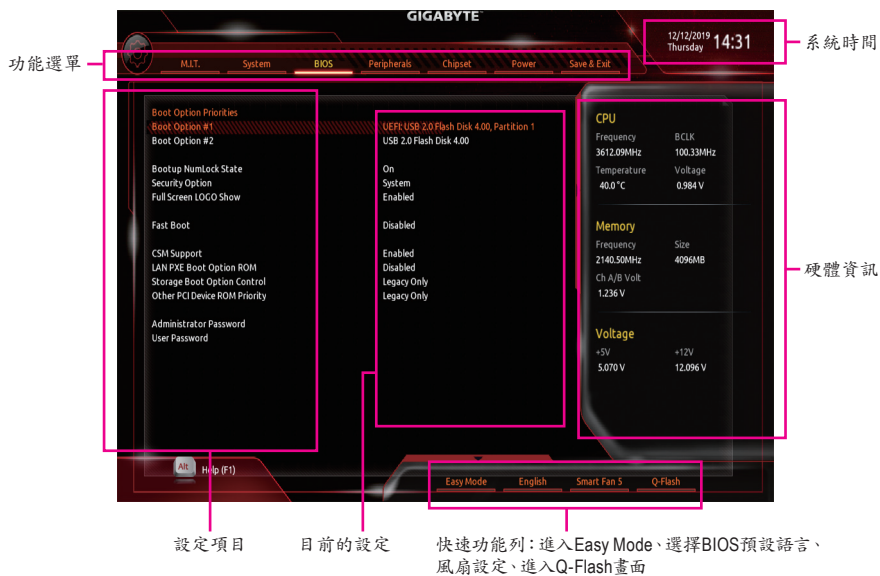 GIGABYTE™
12/12/2019
Thursday
14:31
系統時間
功能選單
M.I.T. System BIOS Peripherals Chipset Power Save & Exit
Boot Option Priorities
Boot Option #1 UEFI: USB 2.0 Flash Disk 4.00, Partition 1
Boot Option #2 USB 2.0 Flash Disk 4.00
Bootup NumLock State On
Security Option System
Full Screen LOGO Show Enabled
Fast Boot Disabled
CSM Support Enabled
LAN PXE Boot Option ROM Disabled
Storage Boot Option Control Legacy Only
Other PCI Device ROM Priority Legacy Only
Administrator Password
User Password
CPU
Frequency BCLK
3612.09MHz 100.33MHz
Temperature Voltage
40.0 °C 0.984 V
Memory
Frequency Size
2140.50MHz 4096MB
Ch A/B Volt
1.236 V
Voltage
+5V +12V
5.070 V 12.096 V
硬體資訊
Alt Help (F1)
Easy Mode English Smart Fan 5 Q-Flash
設定項目
目前的設定
快速功能列：進入Easy Mode、選擇BIOS預設語言、
風扇設定、進入Q-Flash畫面